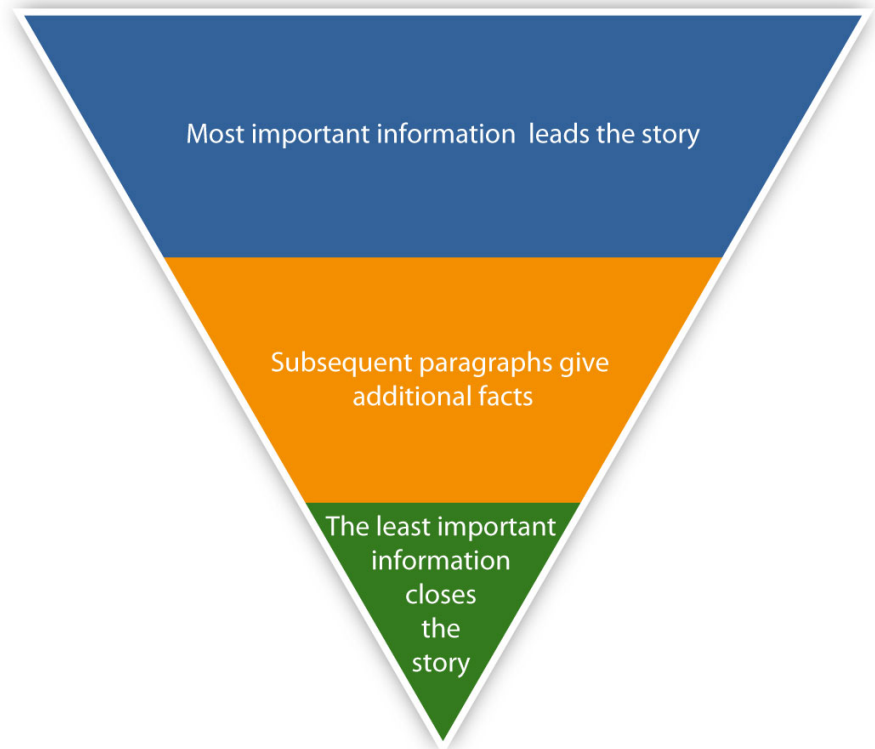 Most important information leads the story
Subsequent paragraphs give
additional facts
The least important
information
closes
the
story